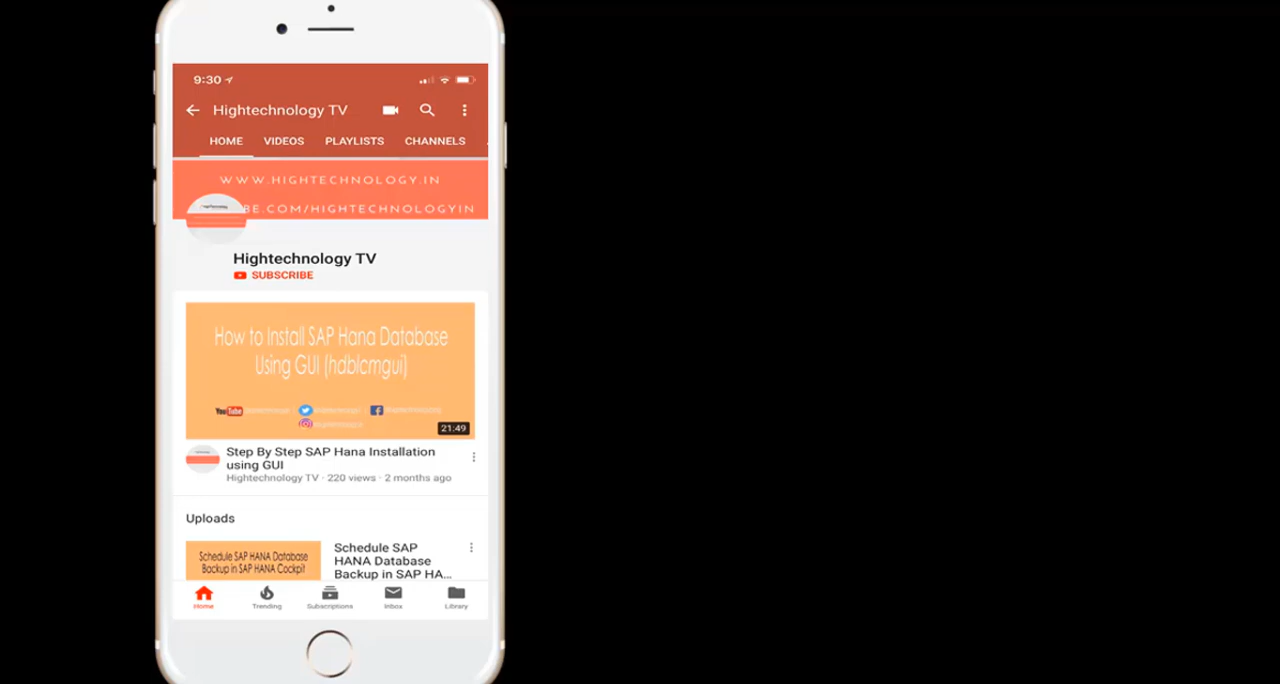 9:30
Hightechnology TV
HOME VIDEOS PLAYLISTS CHANNELS
WWW.HIGHTECHNOLOGY.IN
BE.COM/HIGHTECHNOLOGYIN
Hightechnology TV
SUBSCRIBE
How to Install SAP Hana Database
Using GUI (hdblcmgui)
YouTube
21:49
Step By Step SAP Hana Installation
using GUI
Hightechnology TV · 220 views · 2 months ago
Uploads
Schedule SAP HANA Database
Backup in SAP HANA Cockpit
Schedule SAP
HANA Database
Backup in SAP HA...
Home Trending Subscriptions Inbox Library